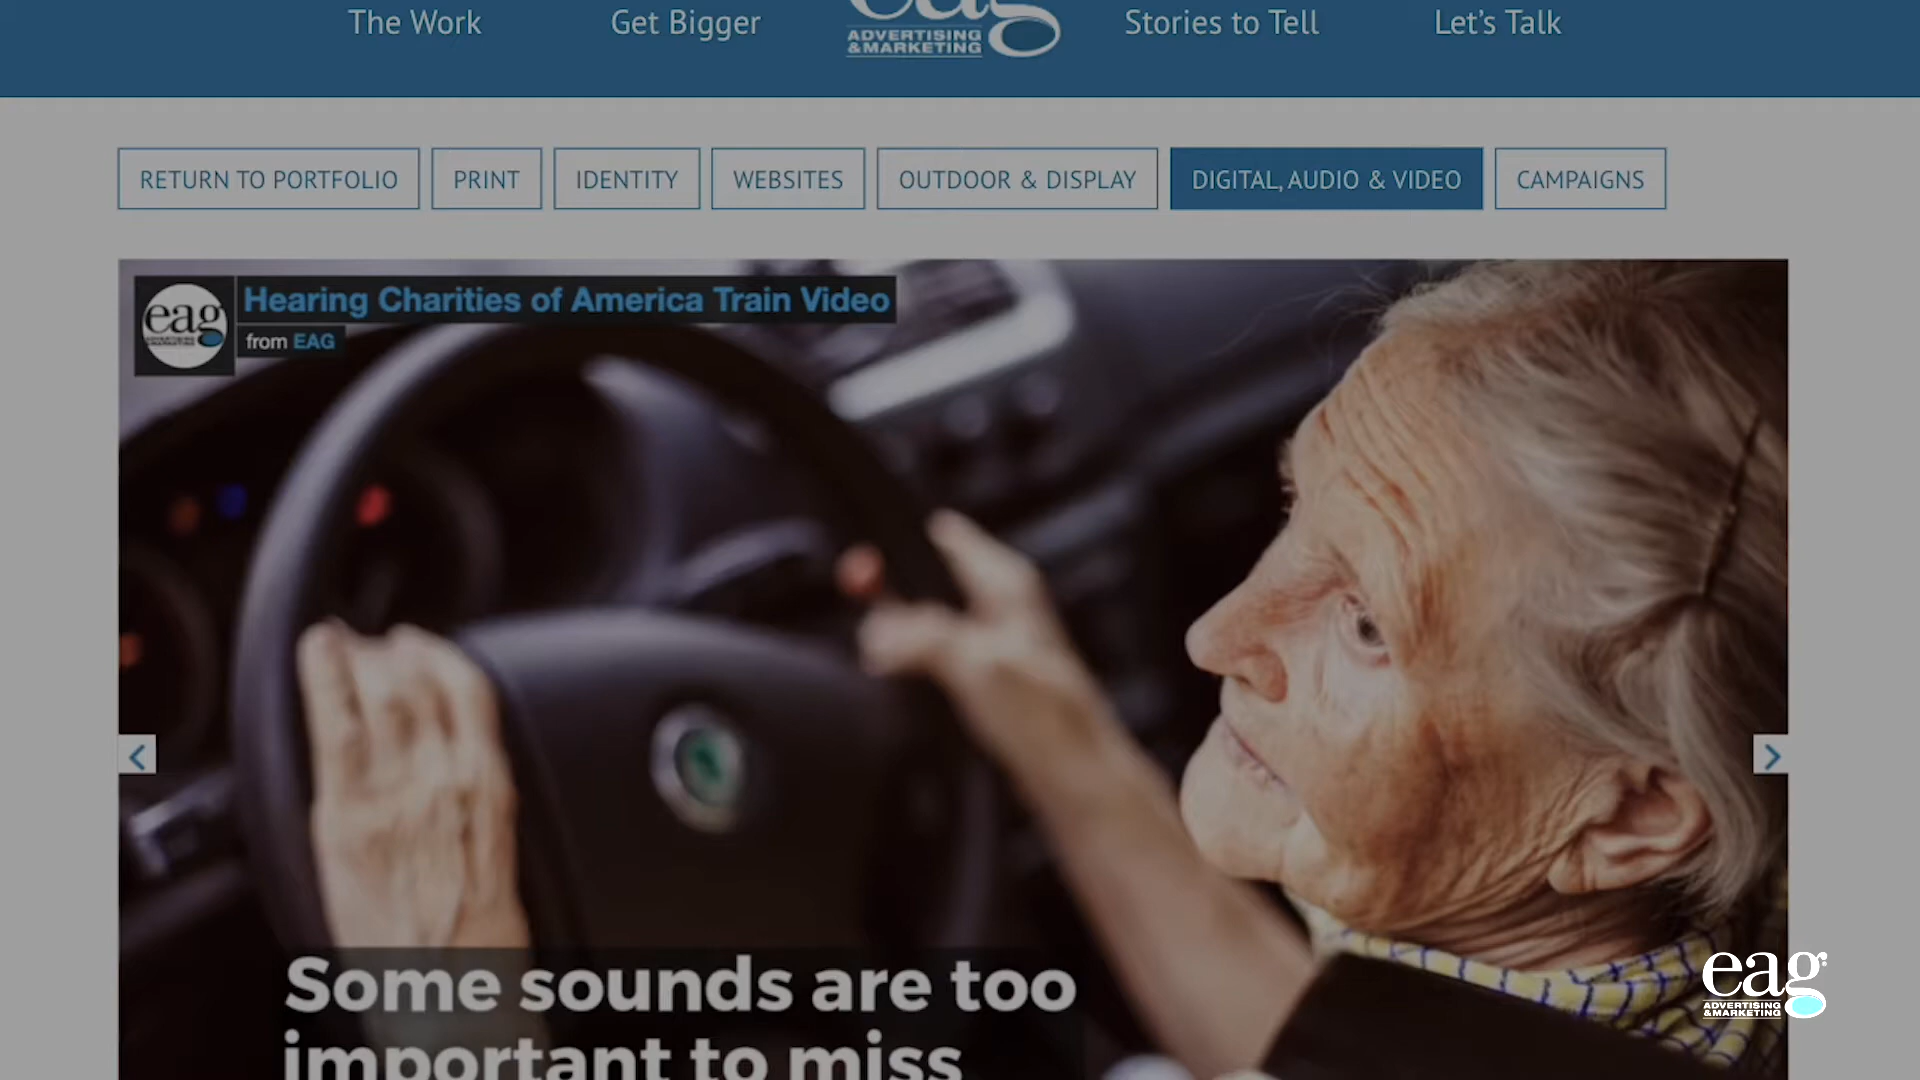 The Work
Get Bigger
eag
ADVERTISING
&MARKETING
Stories to Tell
Let's Talk
RETURN TO PORTFOLIO
PRINT
IDENTITY
WEBSITES
OUTDOOR & DISPLAY
DIGITAL, AUDIO & VIDEO
CAMPAIGNS
eag
ADVERTISING
&MARKETING
Hearing Charities of America Train Video
from EAG
Some sounds are too
important to miss
eag
ADVERTISING
&MARKETING